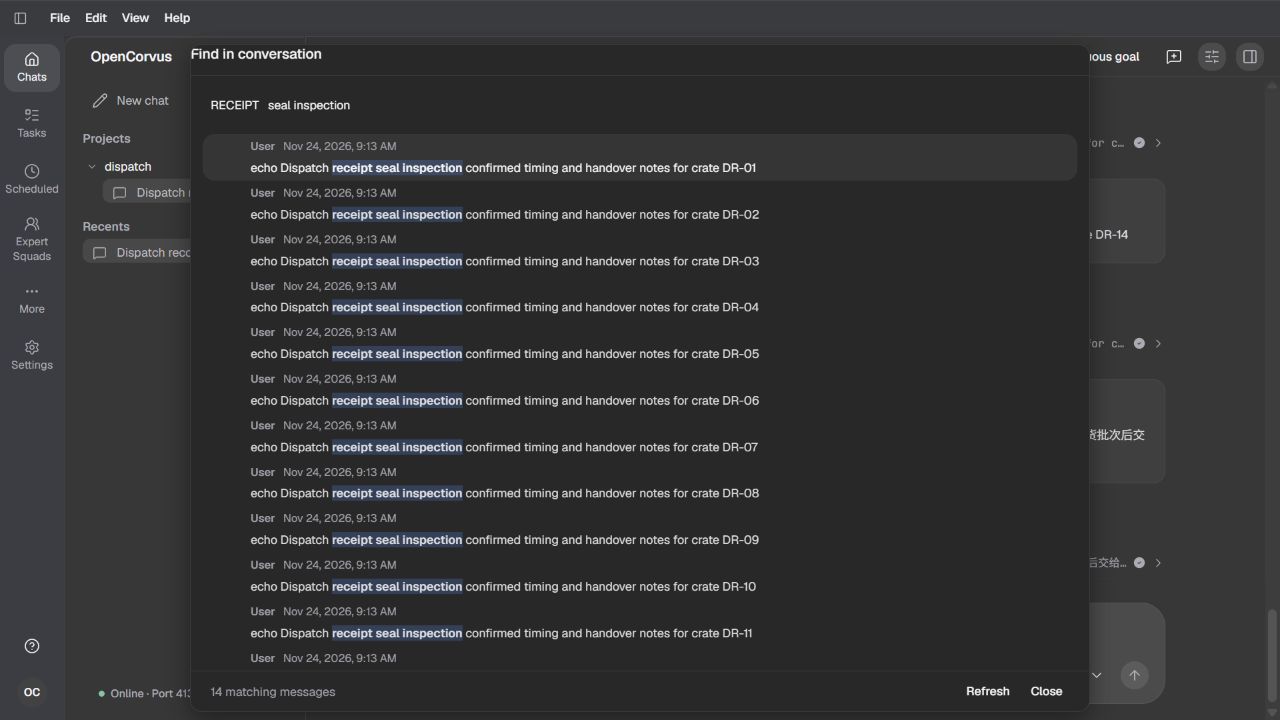 File Edit View Help
OpenCorvus
Find in conversation
ous goal
Chats
New chat
Tasks
Projects
dispatch
Dispatch
Scheduled
Recents
Dispatch reco
Expert
Squads
More
Settings
RECEIPT seal inspection
User Nov 24, 2026, 9:13 AM
echo Dispatch receipt seal inspection confirmed timing and handover notes for crate DR-01
User Nov 24, 2026, 9:13 AM
echo Dispatch receipt seal inspection confirmed timing and handover notes for crate DR-02
User Nov 24, 2026, 9:13 AM
echo Dispatch receipt seal inspection confirmed timing and handover notes for crate DR-03
User Nov 24, 2026, 9:13 AM
echo Dispatch receipt seal inspection confirmed timing and handover notes for crate DR-04
User Nov 24, 2026, 9:13 AM
echo Dispatch receipt seal inspection confirmed timing and handover notes for crate DR-05
User Nov 24, 2026, 9:13 AM
echo Dispatch receipt seal inspection confirmed timing and handover notes for crate DR-06
User Nov 24, 2026, 9:13 AM
echo Dispatch receipt seal inspection confirmed timing and handover notes for crate DR-07
User Nov 24, 2026, 9:13 AM
echo Dispatch receipt seal inspection confirmed timing and handover notes for crate DR-08
User Nov 24, 2026, 9:13 AM
echo Dispatch receipt seal inspection confirmed timing and handover notes for crate DR-09
User Nov 24, 2026, 9:13 AM
echo Dispatch receipt seal inspection confirmed timing and handover notes for crate DR-10
User Nov 24, 2026, 9:13 AM
echo Dispatch receipt seal inspection confirmed timing and handover notes for crate DR-11
User Nov 24, 2026, 9:13 AM
14 matching messages
Refresh Close
for c…
DR-14
for c…
货批次后交
后交给…
OC
Online · Port 413